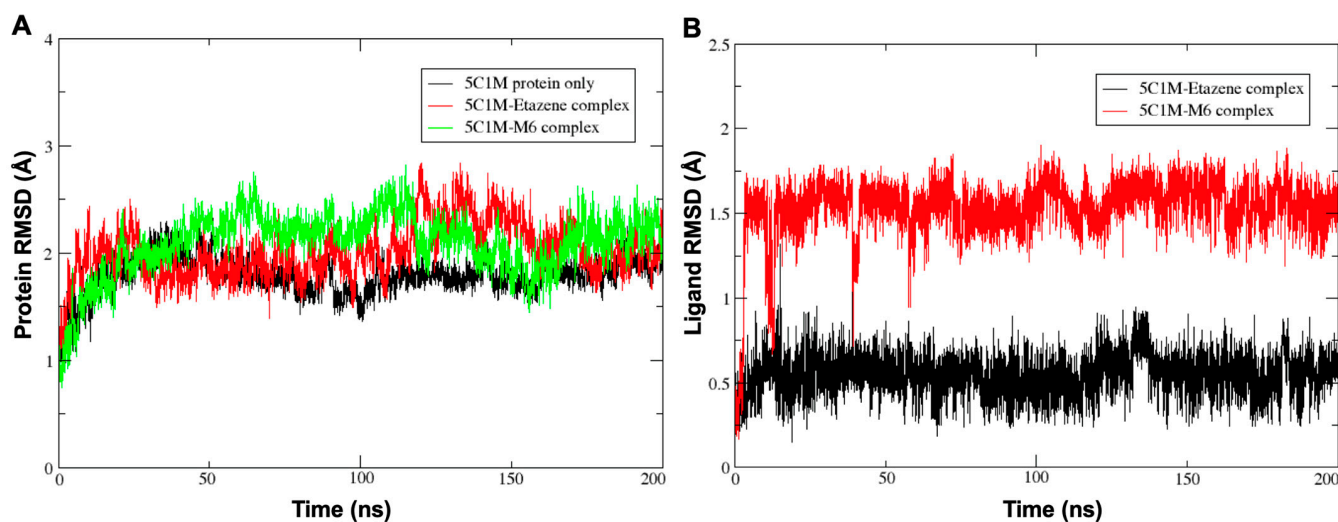 A
4
3
2
1
0
Protein RMSD (Å)
5C1M protein only
5C1M-Etazene complex
5C1M-M6 complex
0
50
100
150
200
Time (ns)
B
2.5
2
1.5
1
0.5
0
Ligand RMSD (Å)
5C1M-Etazene complex
5C1M-M6 complex
0
50
100
150
200
Time (ns)